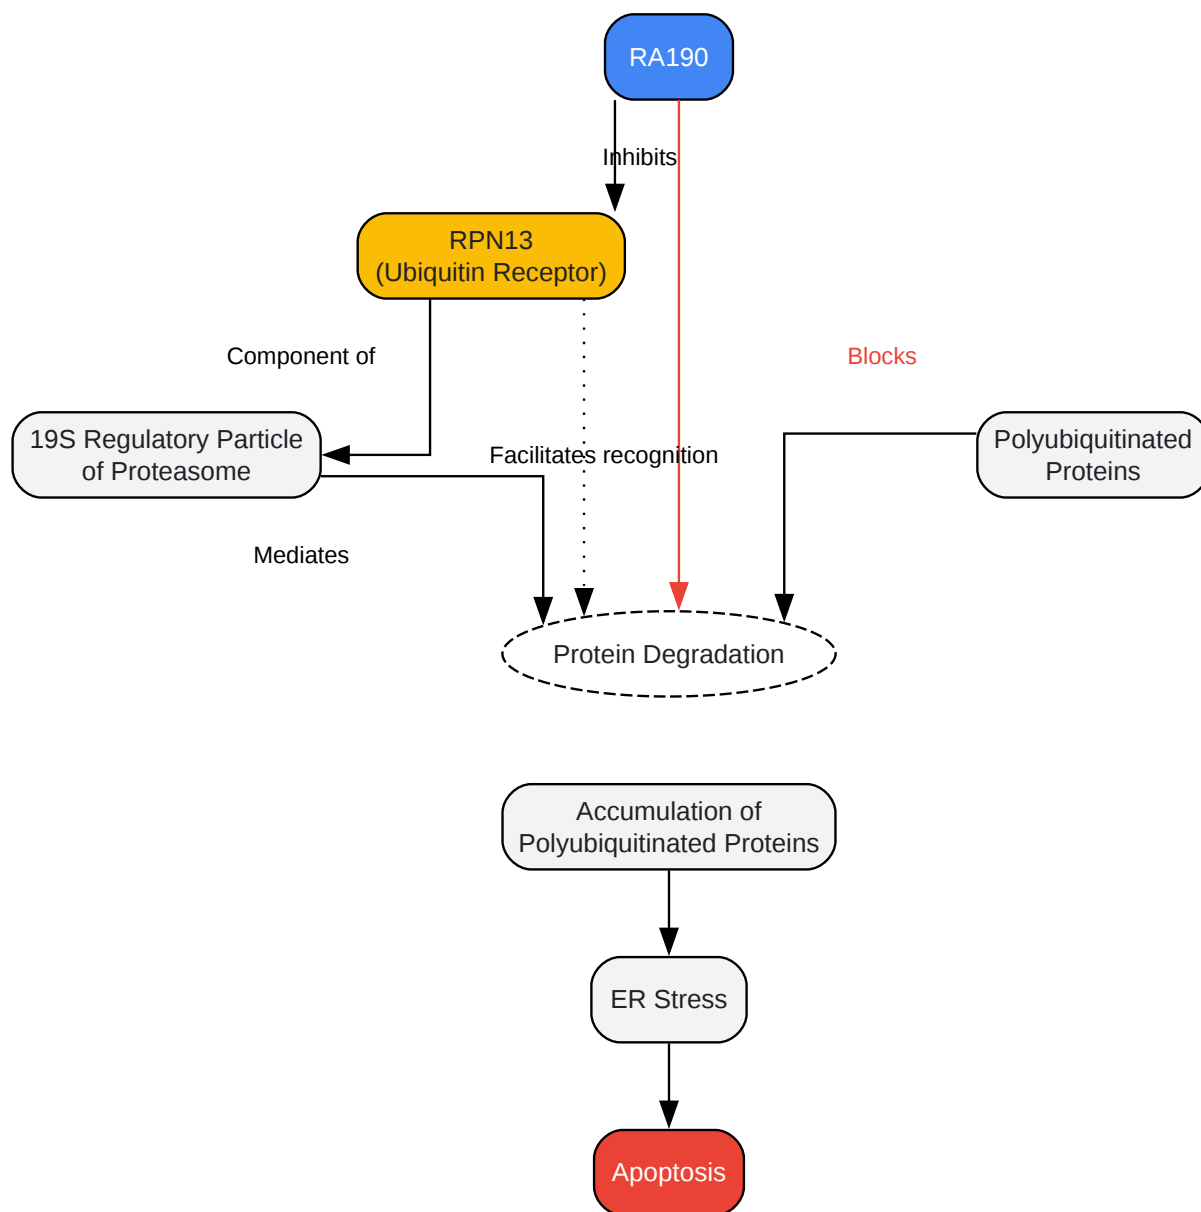 RA190
Inhibits
RPN13
(Ubiquitin Receptor)
Component of
Blocks
19S Regulatory Particle
of Proteasome
Facilitates recognition
Polyubiquitinated
Proteins
Mediates
Protein Degradation
Accumulation of
Polyubiquitinated Proteins
ER Stress
Apoptosis